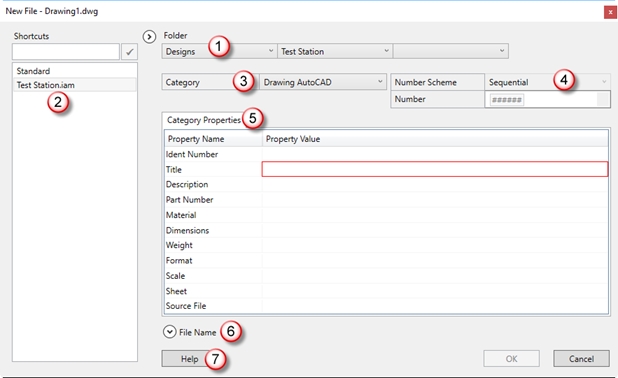 New File - Drawing1.dwg
x
Shortcuts
Standard
Test Station.iam
2
Folder
Designs
1
Test Station
Category
3
Drawing AutoCAD
Number Scheme
Sequential
4
Number
######
Category Properties
5
Property Name
Property Value
Ident Number
Title
Description
Part Number
Material
Dimensions
Weight
Format
Scale
Sheet
Source File
File Name
6
Help
7
OK
Cancel